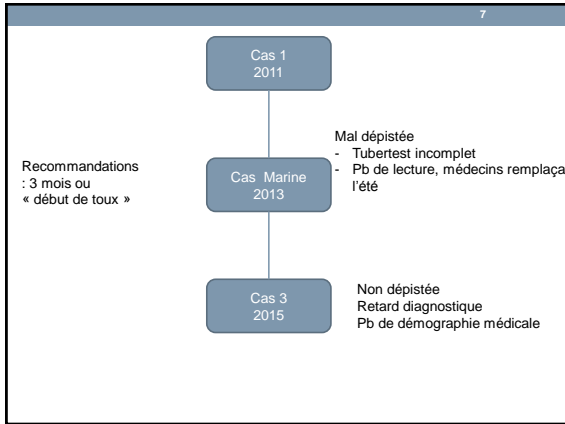 7
Cas 1
2011
Mal dépistée
- Tubertest incomplet
- Pb de lecture, médecins remplaça
l'été
Recommandations
: 3 mois ou
« début de toux »
Cas Marine
2013
Cas 3
2015
Non dépistée
Retard diagnostique
Pb de démographie médicale